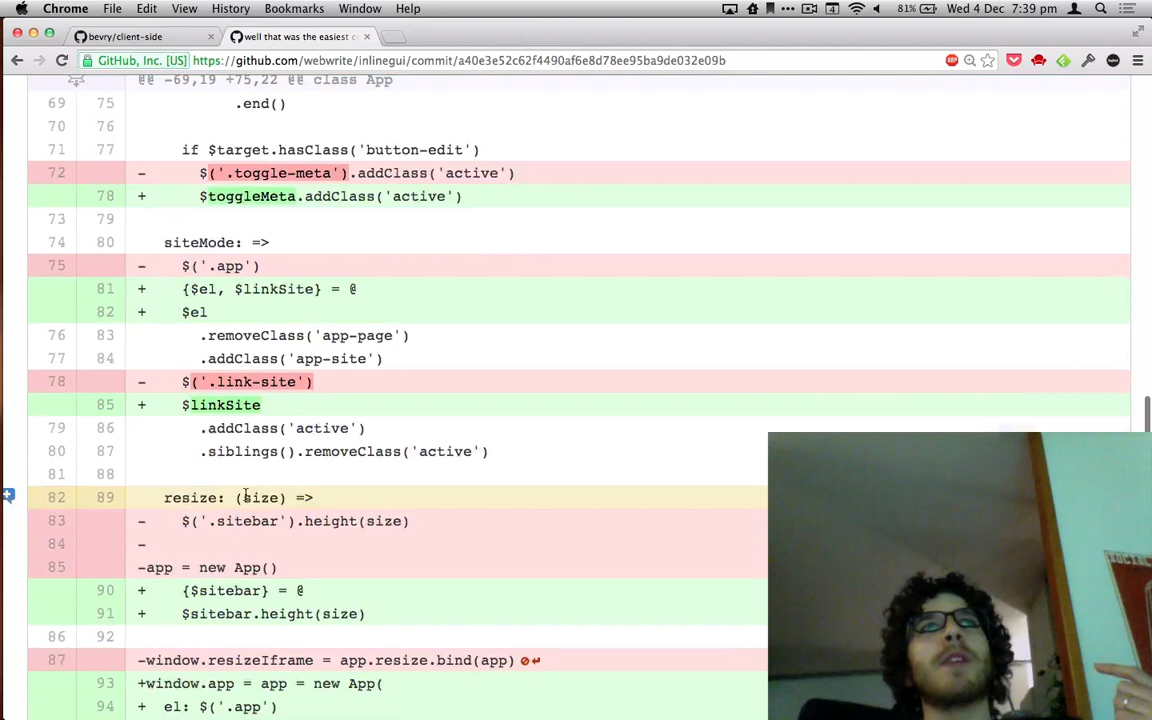 Chrome File Edit View History Bookmarks Window Help 81% Wed 4 Dec 7:39 pm
bevry/client-side × well that was the easiest c ×
GitHub, Inc. [US] https://github.com/webwrite/inlinegui/commit/a40e3e52c62f4490af6e8d78ee95ba9de032e09b
@@ -69,19 +75,22 @@ class App
69 75 .end()
70 76
71 77 if $target.hasClass('button-edit')
72 - $('.toggle-meta').addClass('active')
78 + $toggleMeta.addClass('active')
73 79
74 80 siteMode: =>
75 - $('.app')
81 + {$el, $linkSite} = @
82 + $el
76 83 .removeClass('app-page')
77 84 .addClass('app-site')
78 - $('.link-site')
85 + $linkSite
79 86 .addClass('active')
80 87 .siblings().removeClass('active')
81 88
82 89 resize: (size) =>
83 - $('.sitebar').height(size)
84 -
85 -app = new App()
90 + {$sitebar} = @
91 + $sitebar.height(size)
86 92
87 -window.resizeIframe = app.resize.bind(app)
93 +window.app = app = new App(
94 + el: $('.app')